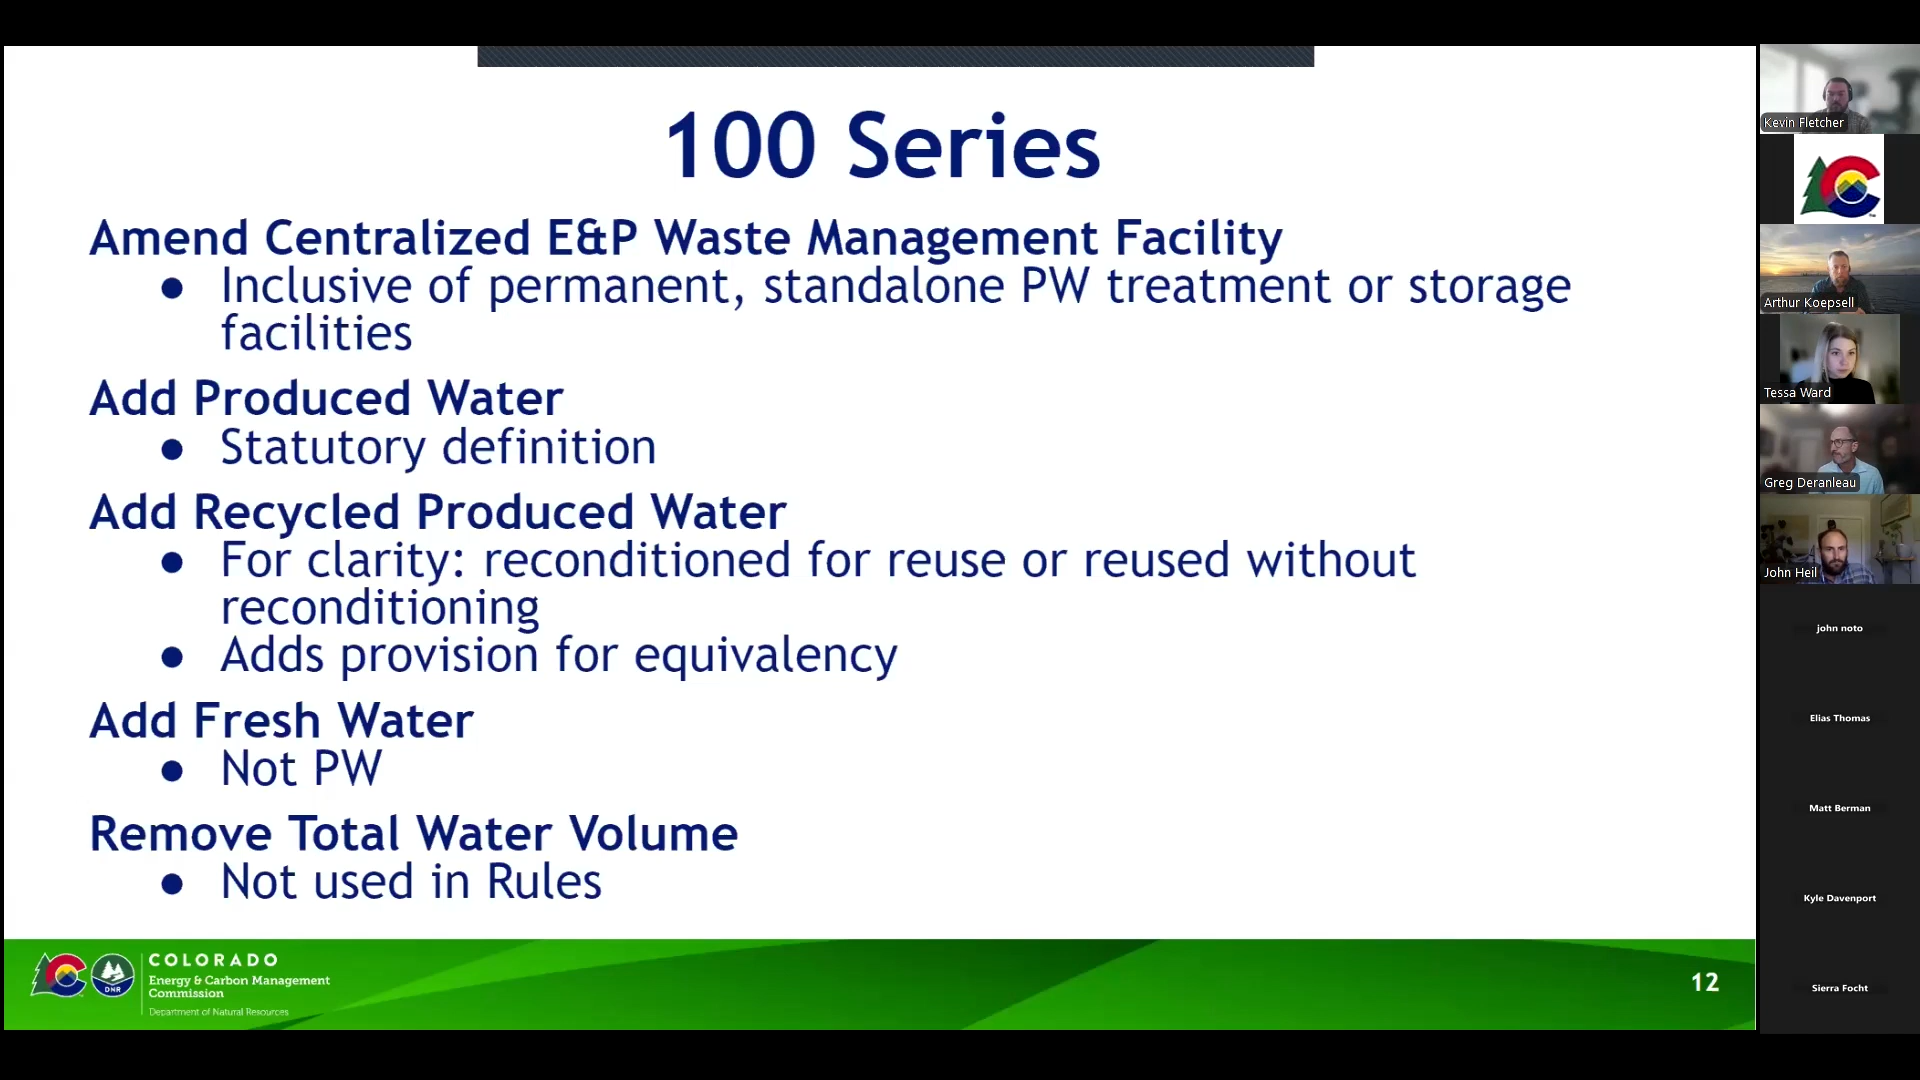 100 Series
Amend Centralized E&P Waste Management Facility
● Inclusive of permanent, standalone PW treatment or storage
facilities
Add Produced Water
● Statutory definition
Add Recycled Produced Water
● For clarity: reconditioned for reuse or reused without
reconditioning
● Adds provision for equivalency
Add Fresh Water
● Not PW
Remove Total Water Volume
● Not used in Rules
DNR
COLORADO
Energy & Carbon Management
Commission
Department of Natural Resources
12
Kevin Fletcher
Arthur Koepsell
Tessa Ward
Greg Deranleau
John Heil
john noto
Elias Thomas
Matt Berman
Kyle Davenport
Sierra Focht